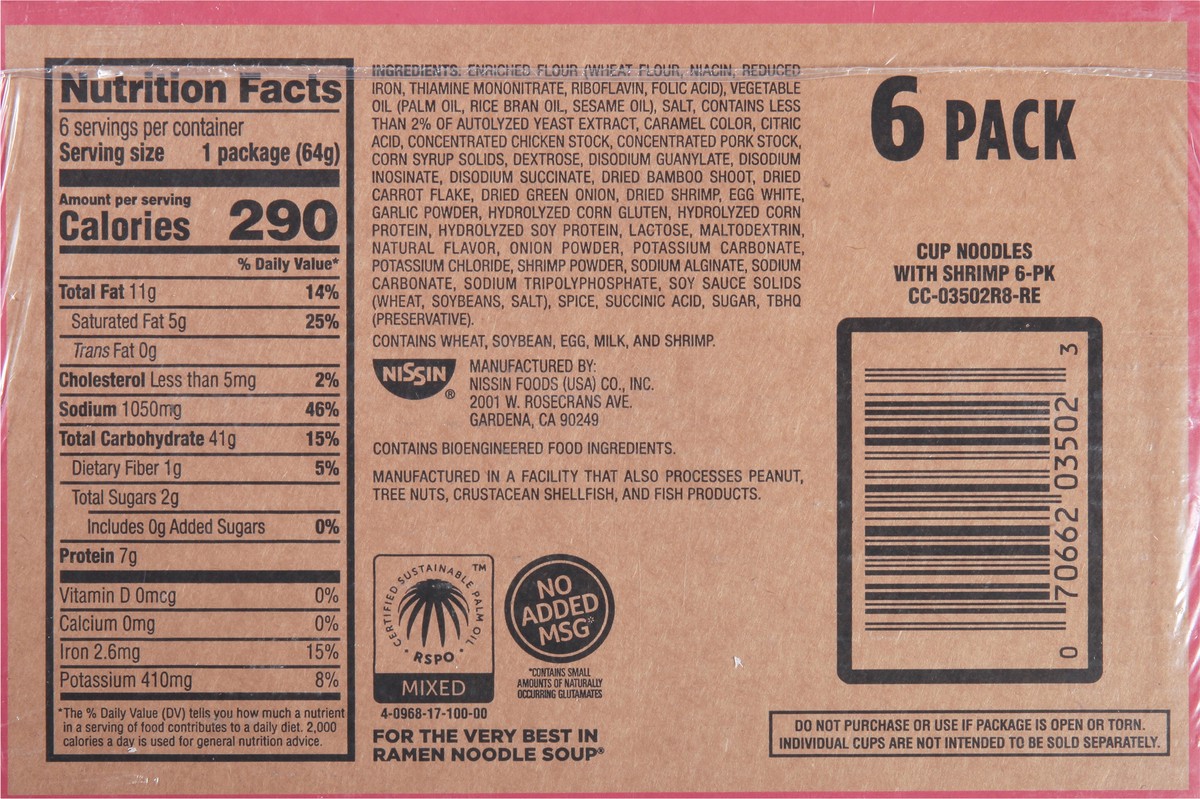 Nutrition Facts
6 servings per container
Serving size 1 package (64g)
Amount per serving
Calories 290
% Daily Value*
Total Fat 11g 14%
Saturated Fat 5g 25%
Trans Fat 0g
Cholesterol Less than 5mg 2%
Sodium 1050mg 46%
Total Carbohydrate 41g 15%
Dietary Fiber 1g 5%
Total Sugars 2g
Includes 0g Added Sugars 0%
Protein 7g
Vitamin D 0mcg 0%
Calcium 0mg 0%
Iron 2.6mg 15%
Potassium 410mg 8%
*The % Daily Value (DV) tells you how much a nutrient
in a serving of food contributes to a daily diet. 2,000
calories a day is used for general nutrition advice.
INGREDIENTS: ENRICHED FLOUR (WHEAT FLOUR, NIACIN, REDUCED
IRON, THIAMINE MONONITRATE, RIBOFLAVIN, FOLIC ACID), VEGETABLE
OIL (PALM OIL, RICE BRAN OIL, SESAME OIL), SALT, CONTAINS LESS
THAN 2% OF AUTOLYZED YEAST EXTRACT, CARAMEL COLOR, CITRIC
ACID, CONCENTRATED CHICKEN STOCK, CONCENTRATED PORK STOCK,
CORN SYRUP SOLIDS, DEXTROSE, DISODIUM GUANYLATE, DISODIUM
INOSINATE, DISODIUM SUCCINATE, DRIED BAMBOO SHOOT, DRIED
CARROT FLAKE, DRIED GREEN ONION, DRIED SHRIMP, EGG WHITE,
GARLIC POWDER, HYDROLYZED CORN GLUTEN, HYDROLYZED CORN
PROTEIN, HYDROLYZED SOY PROTEIN, LACTOSE, MALTODEXTRIN,
NATURAL FLAVOR, ONION POWDER, POTASSIUM CARBONATE,
POTASSIUM CHLORIDE, SHRIMP POWDER, SODIUM ALGINATE, SODIUM
CARBONATE, SODIUM TRIPOLYPHOSPHATE, SOY SAUCE SOLIDS
(WHEAT, SOYBEANS, SALT), SPICE, SUCCINIC ACID, SUGAR, TBHQ
(PRESERVATIVE).
CONTAINS WHEAT, SOYBEAN, EGG, MILK, AND SHRIMP.
NISSIN ®
MANUFACTURED BY:
NISSIN FOODS (USA) CO., INC.
2001 W. ROSECRANS AVE.
GARDENA, CA 90249
CONTAINS BIOENGINEERED FOOD INGREDIENTS.
MANUFACTURED IN A FACILITY THAT ALSO PROCESSES PEANUT,
TREE NUTS, CRUSTACEAN SHELLFISH, AND FISH PRODUCTS.
CERTIFIED SUSTAINABLE PALM OIL ™
RSPO
MIXED
4-0968-17-100-00
NO
ADDED
MSG*
*CONTAINS SMALL
AMOUNTS OF NATURALLY
OCCURRING GLUTAMATES
FOR THE VERY BEST IN
RAMEN NOODLE SOUP®
6 PACK
CUP NOODLES
WITH SHRIMP 6-PK
CC-03502R8-RE
0 70662 03502 3
DO NOT PURCHASE OR USE IF PACKAGE IS OPEN OR TORN.
INDIVIDUAL CUPS ARE NOT INTENDED TO BE SOLD SEPARATELY.